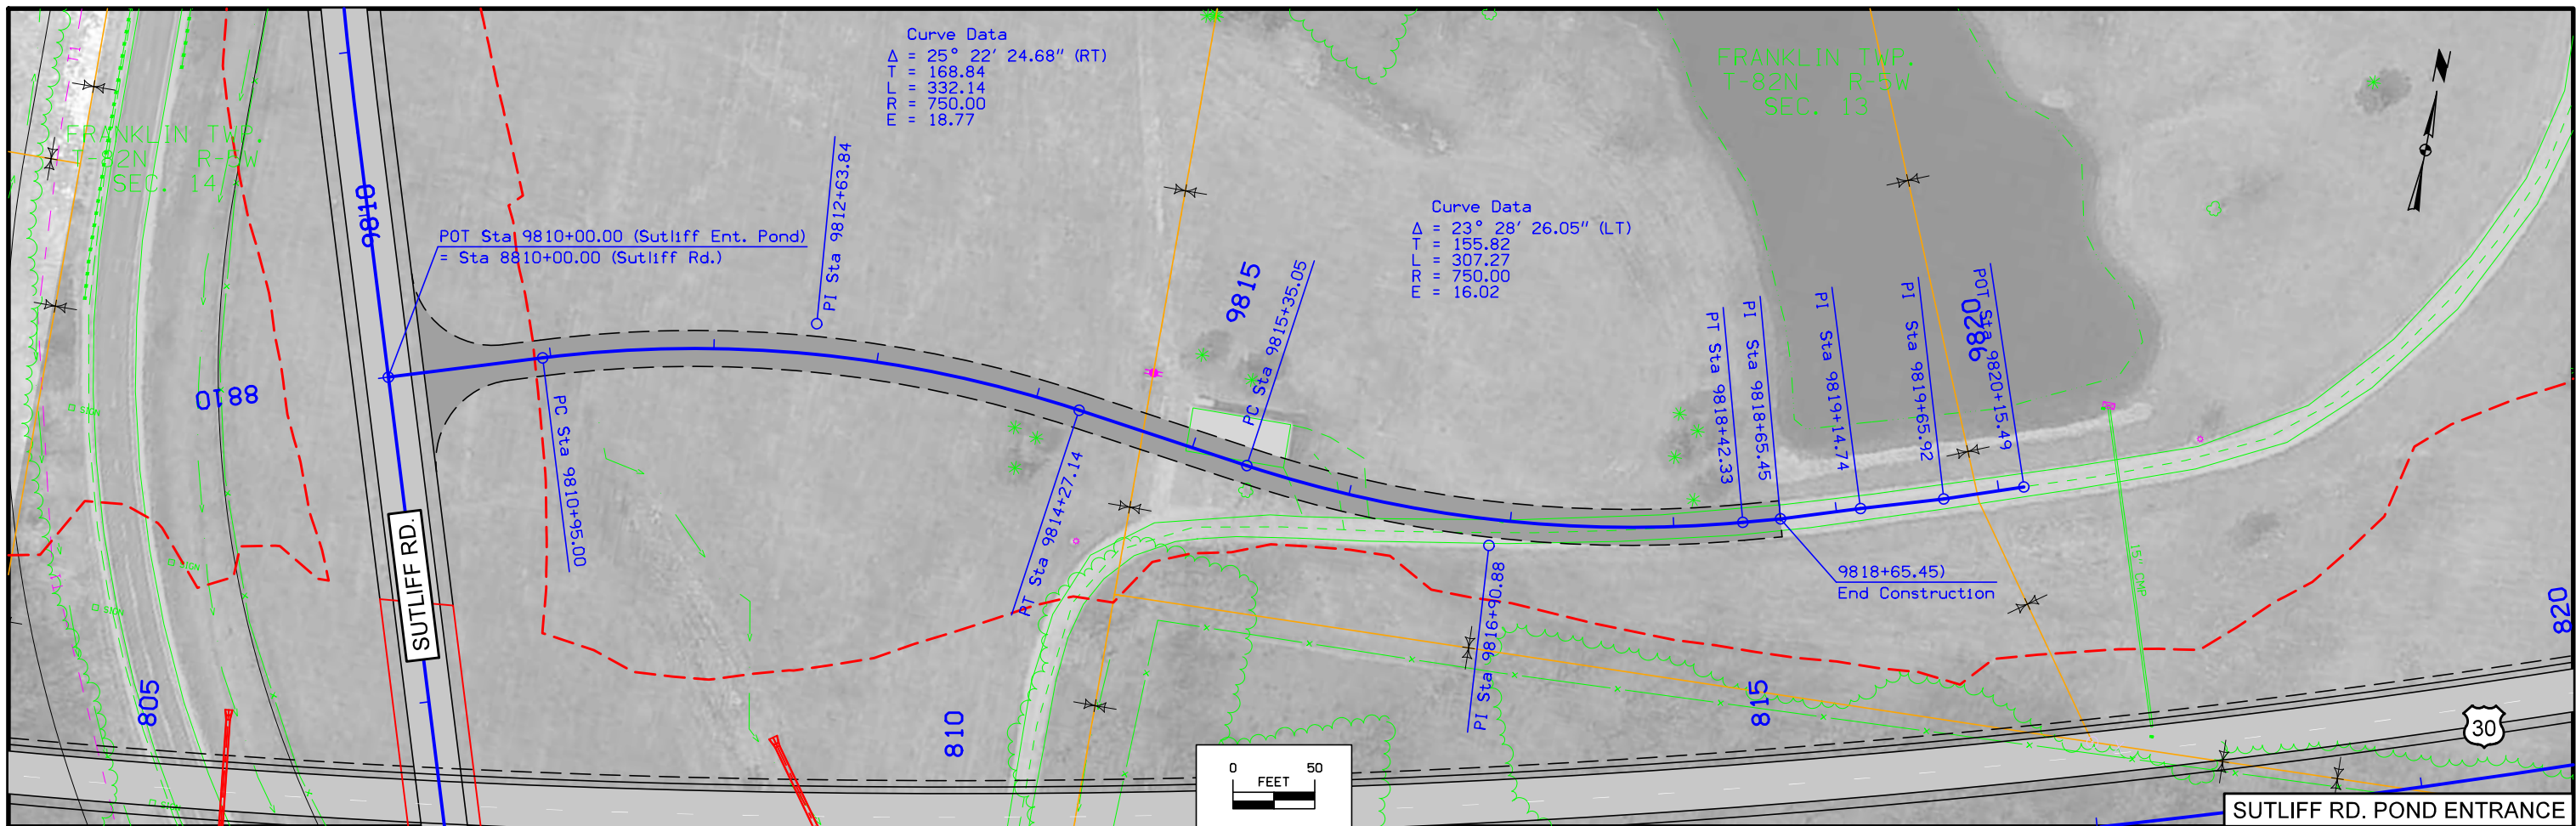 Curve Data
Δ = 25° 22' 24.68" (RT)
T = 168.84
L = 332.14
R = 750.00
E = 18.77
FRANKLIN TWP.
T-82N R-5W
SEC. 13
FRANKLIN TWP.
T-82N R-5W
SEC. 14
9810
POT Sta 9810+00.00 (Sutliff Ent. Pond)
= Sta 8810+00.00 (Sutliff Rd.)
PI Sta 9812+63.84
Curve Data
Δ = 23° 28' 26.05" (LT)
T = 155.82
L = 307.27
R = 750.00
E = 16.02
9815
PC Sta 9815+35.05
PT Sta 9818+42.33
PI Sta 9818+65.45
PI Sta 9819+14.74
PI Sta 9819+65.92
9820
POT Sta 9820+15.49
8810
SIGN
PC Sta 9810+95.00
PT Sta 9814+27.14
SIGN
SIGN
SUTLIFF RD.
PI Sta 9816+90.88
9818+65.45)
End Construction
15" CMP
820
805
810
815
30
0 50
FEET
SIGN
SUTLIFF RD. POND ENTRANCE